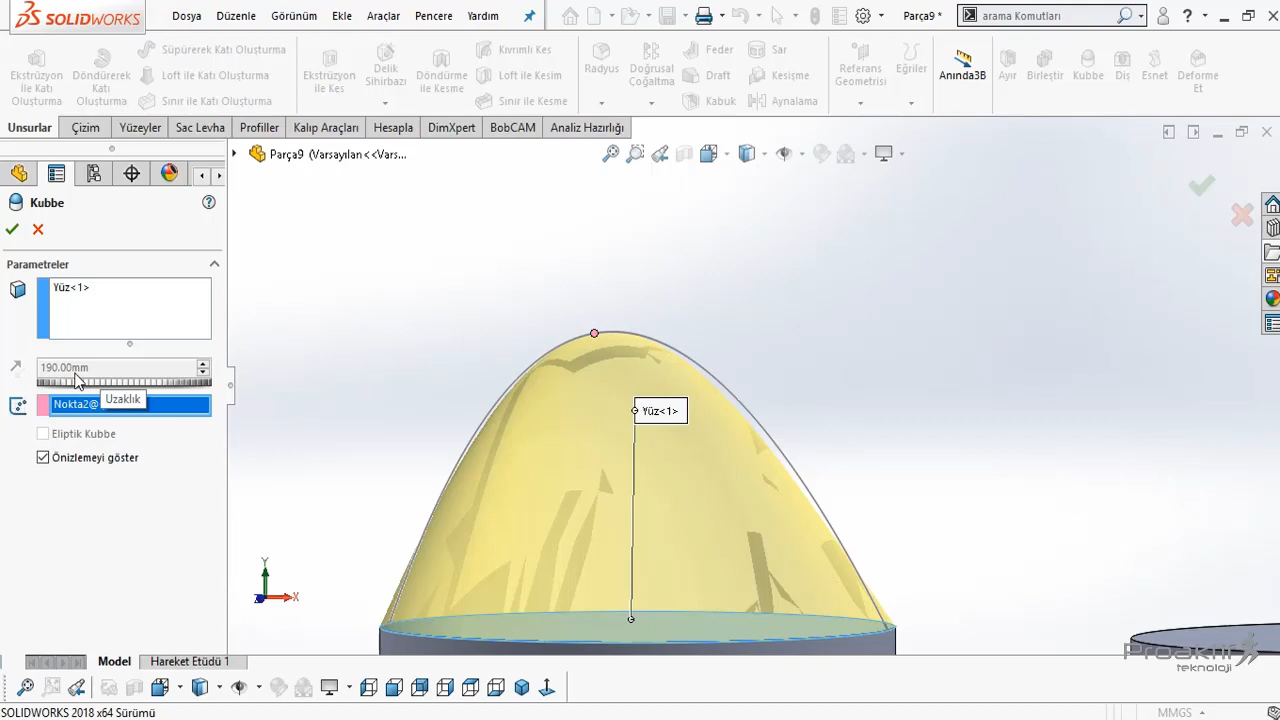 SOLIDWORKS
Dosya Düzenle Görünüm Ekle Araçlar Pencere Yardım
Parça9 *
arama Komutları
Ekstrüzyon ile Katı Oluşturma
Döndürerek Katı Oluşturma
Süpürerek Katı Oluşturma
Loft ile Katı Oluşturma
Sınır ile Katı Oluşturma
Ekstrüzyon ile Kes
Delik Sihirbazı
Döndürme ile Kesme
Kıvrımlı Kes
Loft ile Kesim
Sınır ile Kesme
Radyus
Doğrusal Çoğaltma
Feder
Draft
Kabuk
Sar
Kesişme
Aynalama
Referans Geometrisi
Eğriler
Anında3B
Ayır
Birleştir
Kubbe
Dış
Esnet
Deforme Et
Unsurlar Çizim Yüzeyler Sac Levha Profiller Kalıp Araçları Hesapla DimXpert BobCAM Analiz Hazırlığı
Parça9 (Varsayılan<<Vars...
Kubbe
Parametreler
Yüz<1>
190.00mm
Uzaklık
Nokta2@
Eliptik Kubbe
Önizlemeyi göster
Yüz<1>
Y
X
Proaktif
teknoloji
Model Hareket Etüdü 1
SOLIDWORKS 2018 x64 Sürümü
MMGS